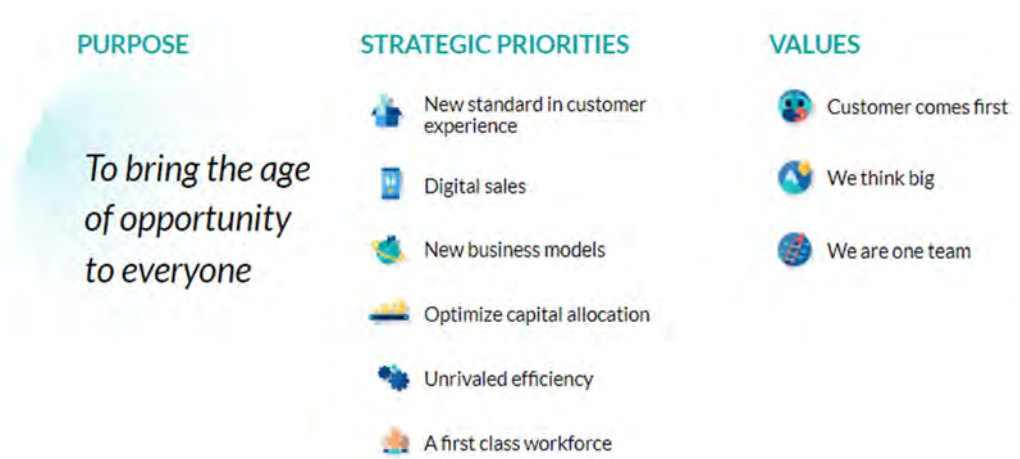 PURPOSE
To bring the age
of opportunity
to everyone
STRATEGIC PRIORITIES
New standard in customer
experience
Digital sales
New business models
Optimize capital allocation
Unrivaled efficiency
A first class workforce
VALUES
Customer comes first
We think big
We are one team